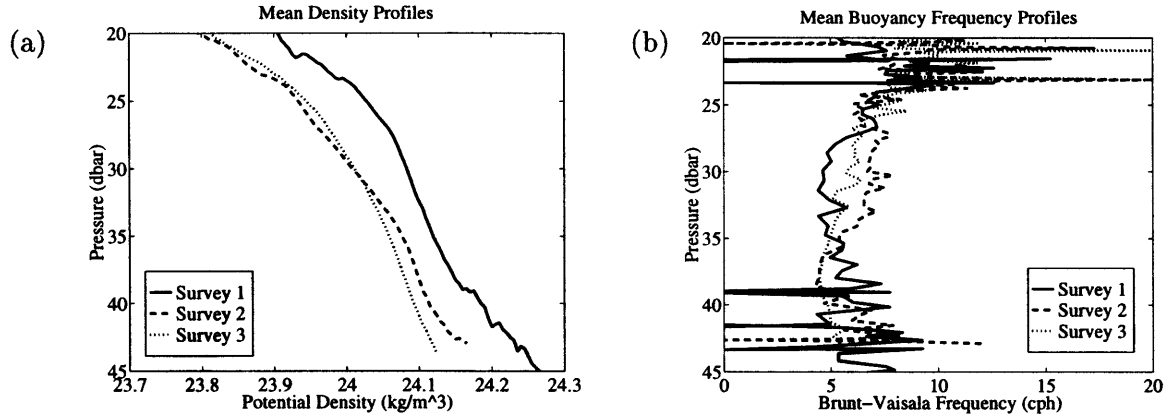 (a)
Mean Density Profiles
20
25
30
35
40
45
Pressure (dbar)
Survey 1
Survey 2
Survey 3
23.7 23.8 23.9 24 24.1 24.2 24.3
Potential Density (kg/m^3)
(b)
Mean Buoyancy Frequency Profiles
20
25
30
35
40
45
Pressure (dbar)
Survey 1
Survey 2
Survey 3
0 5 10 15 20
Brunt-Vaisala Frequency (cph)